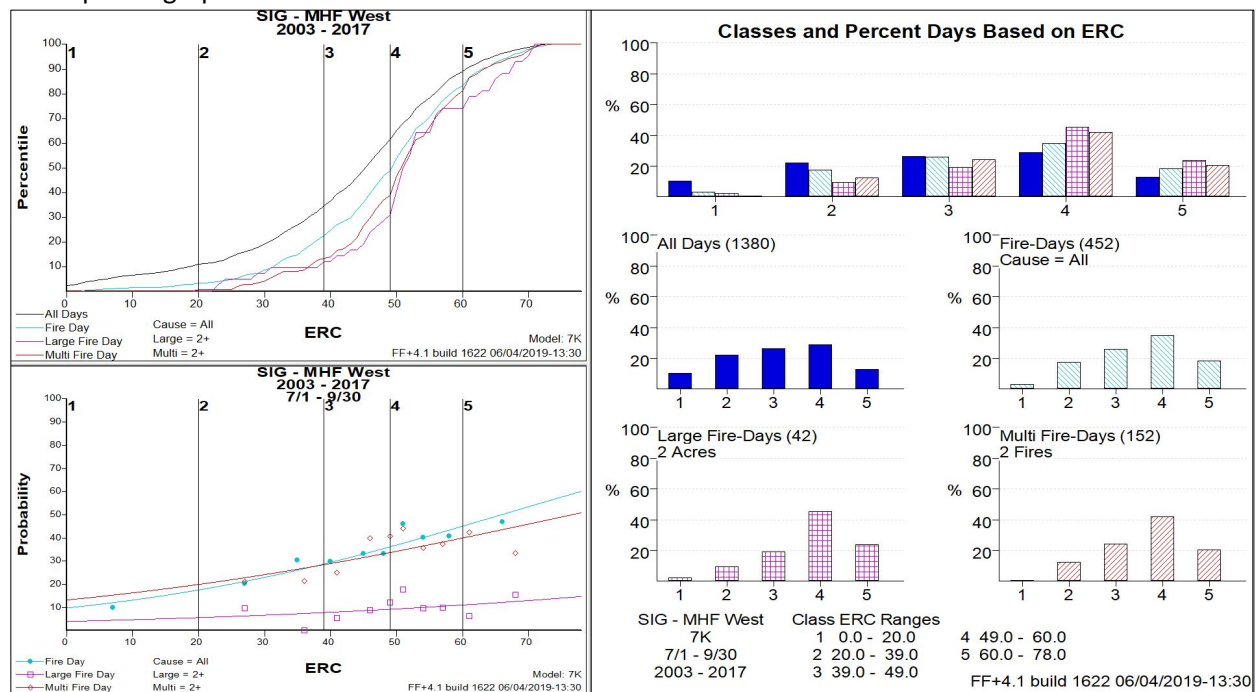 SIG - MHF West
2003 - 2017
100
90
80
70
60
50
40
30
20
10
Percentile
1 2 3 4 5
0 10 20 30 40 50 60 70
ERC
All Days
Fire Day
Large Fire Day
Multi Fire Day
Cause = All
Large = 2+
Multi = 2+
Model: 7K
FF+4.1 build 1622 06/04/2019-13:30
SIG - MHF West
2003 - 2017
7/1 - 9/30
100
90
80
70
60
50
40
30
20
10
Probability
1 2 3 4 5
0 10 20 30 40 50 60 70
ERC
Fire Day
Large Fire Day
Multi Fire Day
Cause = All
Large = 2+
Multi = 2+
Model: 7K
FF+4.1 build 1622 06/04/2019-13:30
Classes and Percent Days Based on ERC
100
80
% 60
40
20
1 2 3 4 5
All Days (1380)
100
80
% 60
40
20
1 2 3 4 5
Fire-Days (452)
Cause = All
100
80
% 60
40
20
1 2 3 4 5
Large Fire-Days (42)
2 Acres
100
80
% 60
40
20
1 2 3 4 5
Multi Fire-Days (152)
2 Fires
100
80
% 60
40
20
1 2 3 4 5
SIG - MHF West
7K
7/1 - 9/30
2003 - 2017
Class ERC Ranges
1 0.0 - 20.0
2 20.0 - 39.0
3 39.0 - 49.0
4 49.0 - 60.0
5 60.0 - 78.0
FF+4.1 build 1622 06/04/2019-13:30